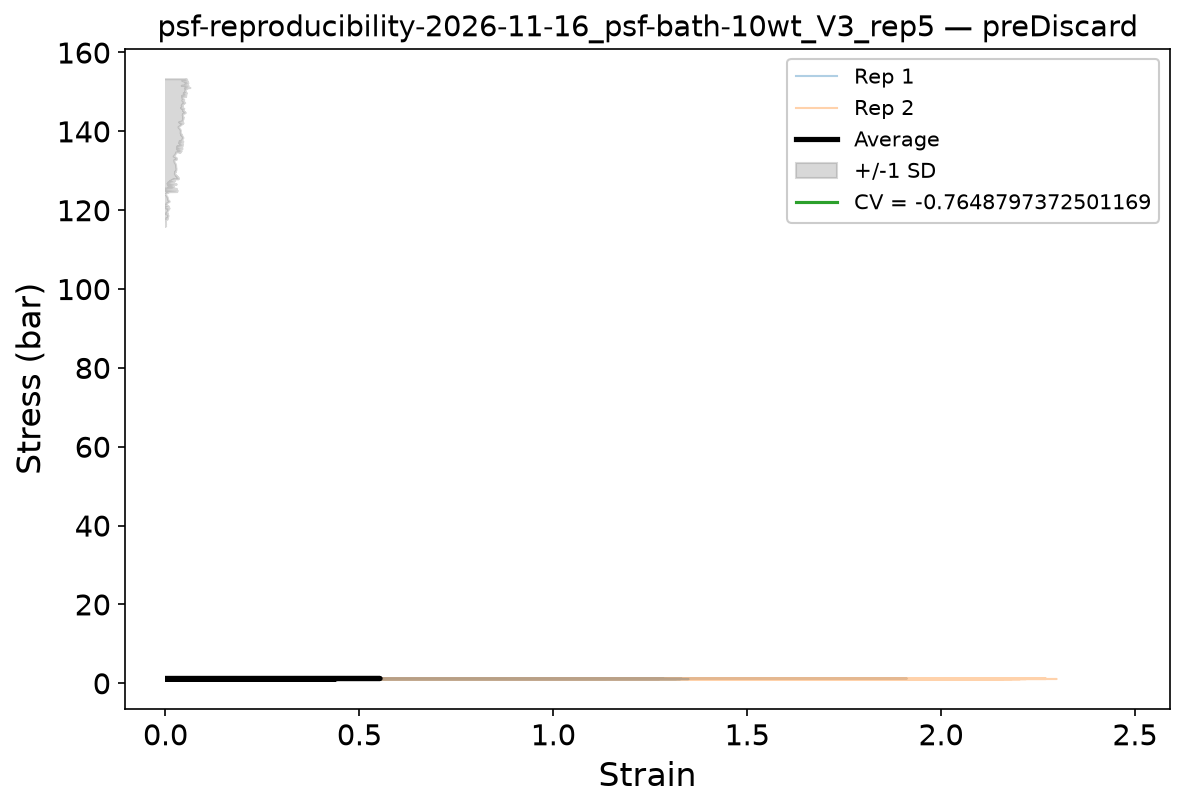 psf-reproducibility-2026-11-16_psf-bath-10wt_V3_rep5 — preDiscard
160
140
120
100
80
60
40
20
0
Stress (bar)
Rep 1
Rep 2
Average
+/-1 SD
CV = -0.7648797372501169
0.0 0.5 1.0 1.5 2.0 2.5
Strain